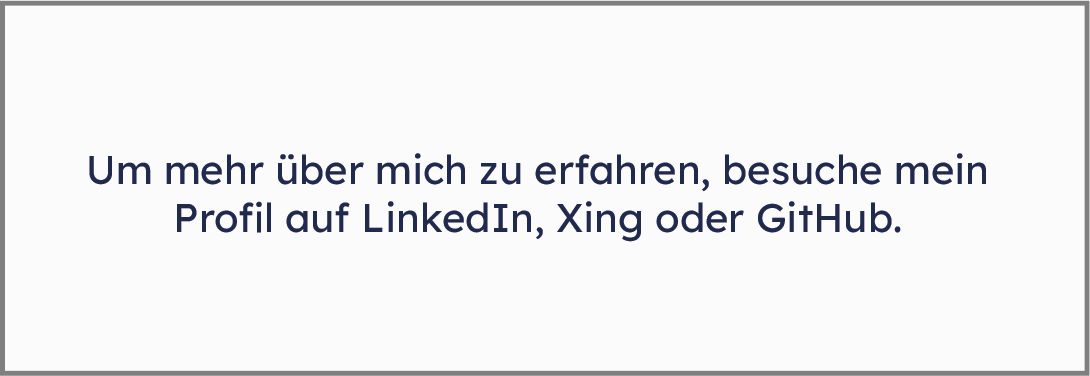 Um mehr über mich zu erfahren, besuche mein
Profil auf LinkedIn, Xing oder GitHub.